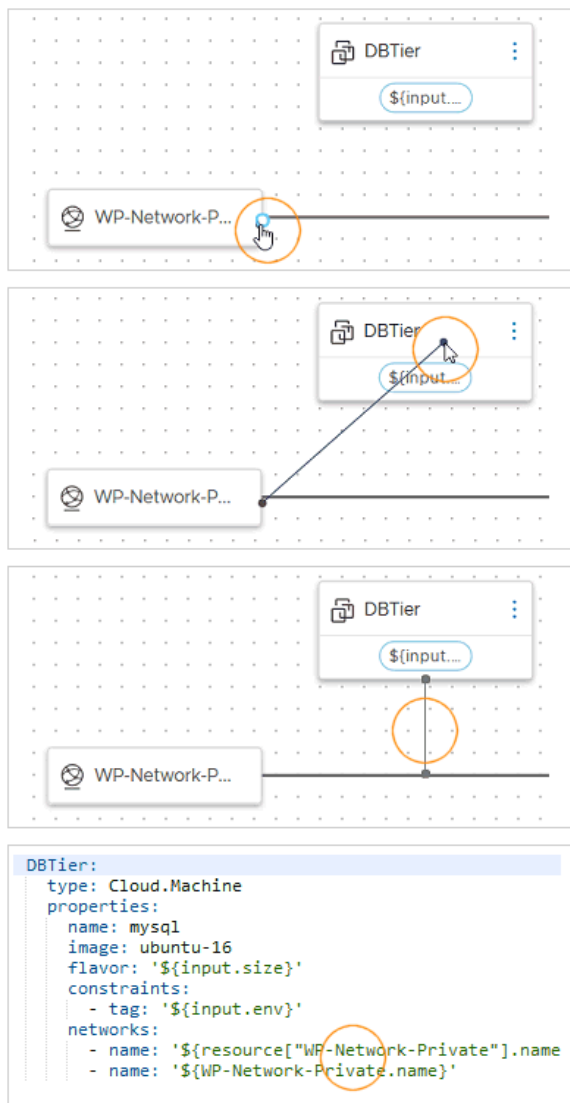 DBTier
${input....
WP-Network-P...
DBTier
${input....
WP-Network-P...
DBTier
${input....
WP-Network-P...
DBTier:
type: Cloud.Machine
properties:
name: mysql
image: ubuntu-16
flavor: '${input.size}'
constraints:
- tag: '${input.env}'
networks:
- name: '${resource["WP-Network-Private"].name
- name: '${WP-Network-Private.name}'